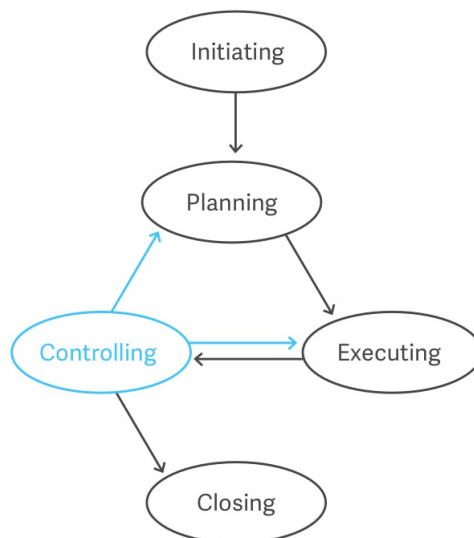 Initiating
Planning
Controlling
Executing
Closing